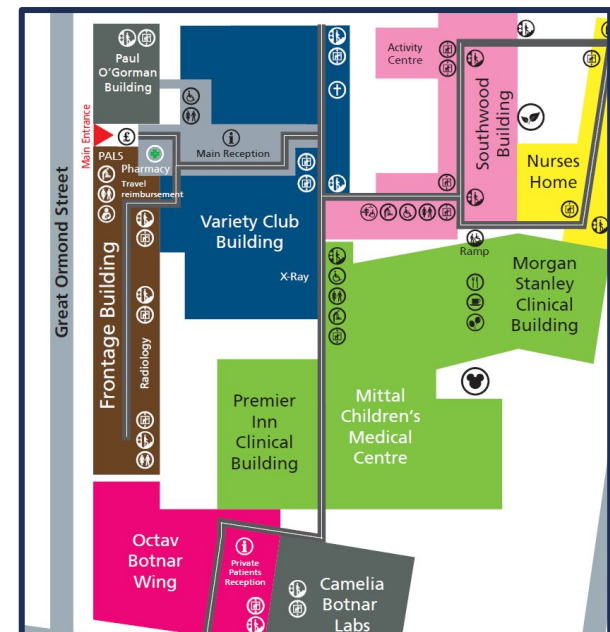 Paul
O'Gorman
Building
Activity
Centre
Southwood
Building
Nurses
Home
Main Entrance
£
i
Main Reception
PALS
Pharmacy
Travel
reimbursement
Great Ormond Street
Frontage Building
Radiology
Variety Club
Building
X-Ray
Ramp
Morgan
Stanley
Clinical
Building
Premier
Inn
Clinical
Building
Mittal
Children's
Medical
Centre
Octav
Botnar
Wing
i
Private
Patients
Reception
Camelia
Botnar
Labs